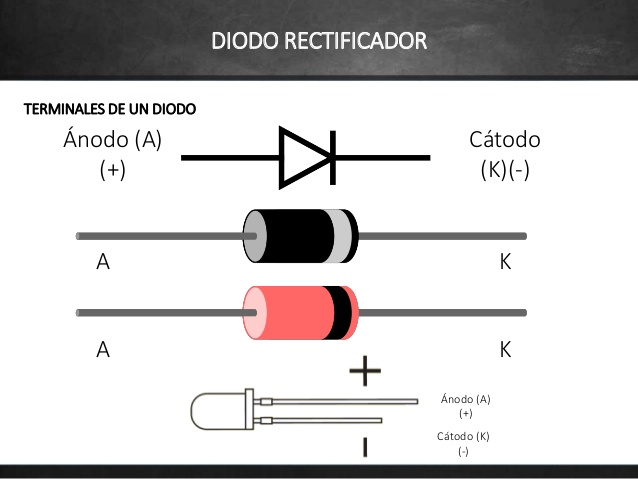 DIODO RECTIFICADOR
TERMINALES DE UN DIODO
Ánodo (A)
(+)
Cátodo
(K)(-)
A
K
A
K
+
Ánodo (A)
(+)
Cátodo (K)
(-)
-